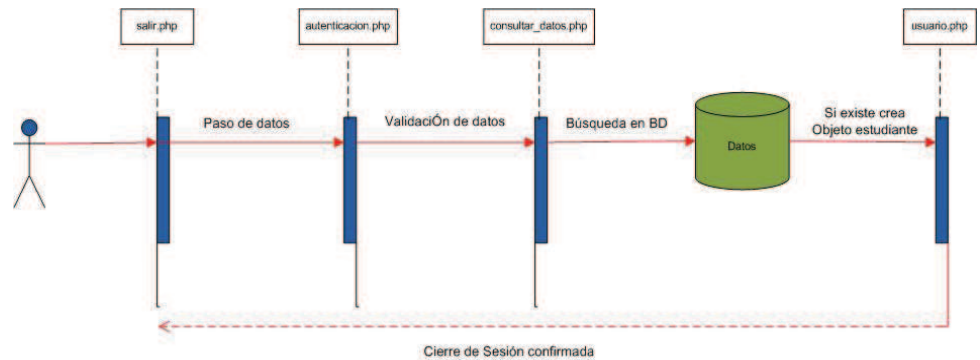 salir.php
autenticacion.php
consultar_datos.php
usuario.php
Paso de datos
ValidaciÓn de datos
Búsqueda en BD
Datos
Si existe crea
Objeto estudiante
Cierre de Sesión confirmada